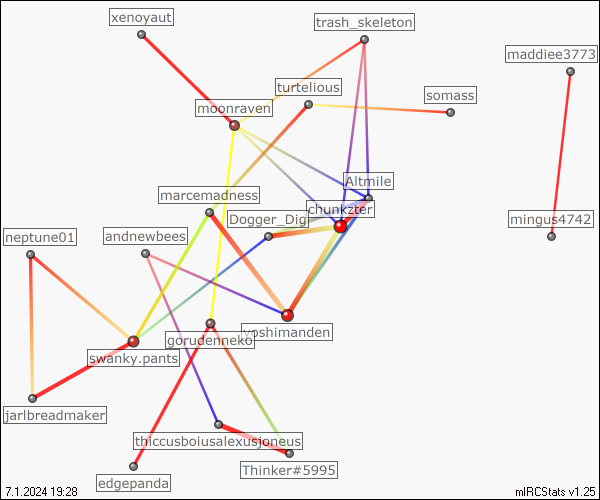 xenoyaut
trash_skeleton
maddiee3773
turtelious
somass
moonraven
Altmile
marcemadness
chunkzter
Dogger_Digi
mingus4742
neptune01
andnewbees
yoshimanden
gorudenneko
swanky.pants
jarlbreadmaker
thiccusboiusalexusjoneus
Thinker#5995
edgepanda
7.1.2024 19:28
mIRCStats v1.25